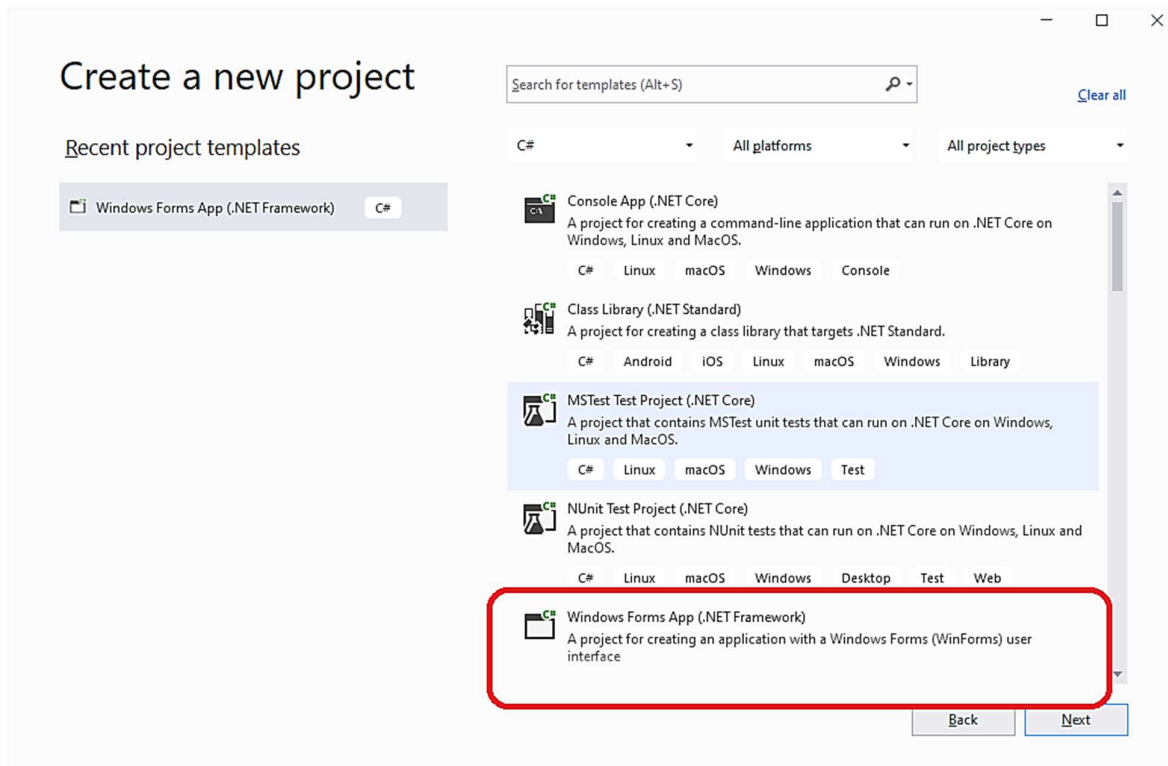 Create a new project
Recent project templates
Windows Forms App (.NET Framework) C#
Search for templates (Alt+S)
Clear all
C# All platforms All project types
Console App (.NET Core)
A project for creating a command-line application that can run on .NET Core on
Windows, Linux and MacOS.
C# Linux macOS Windows Console
Class Library (.NET Standard)
A project for creating a class library that targets .NET Standard.
C# Android iOS Linux macOS Windows Library
MSTest Test Project (.NET Core)
A project that contains MSTest unit tests that can run on .NET Core on Windows,
Linux and MacOS.
C# Linux macOS Windows Test
NUnit Test Project (.NET Core)
A project that contains NUnit tests that can run on .NET Core on Windows, Linux and
MacOS.
C# Linux macOS Windows Desktop Test Web
Windows Forms App (.NET Framework)
A project for creating an application with a Windows Forms (WinForms) user
interface
Back Next